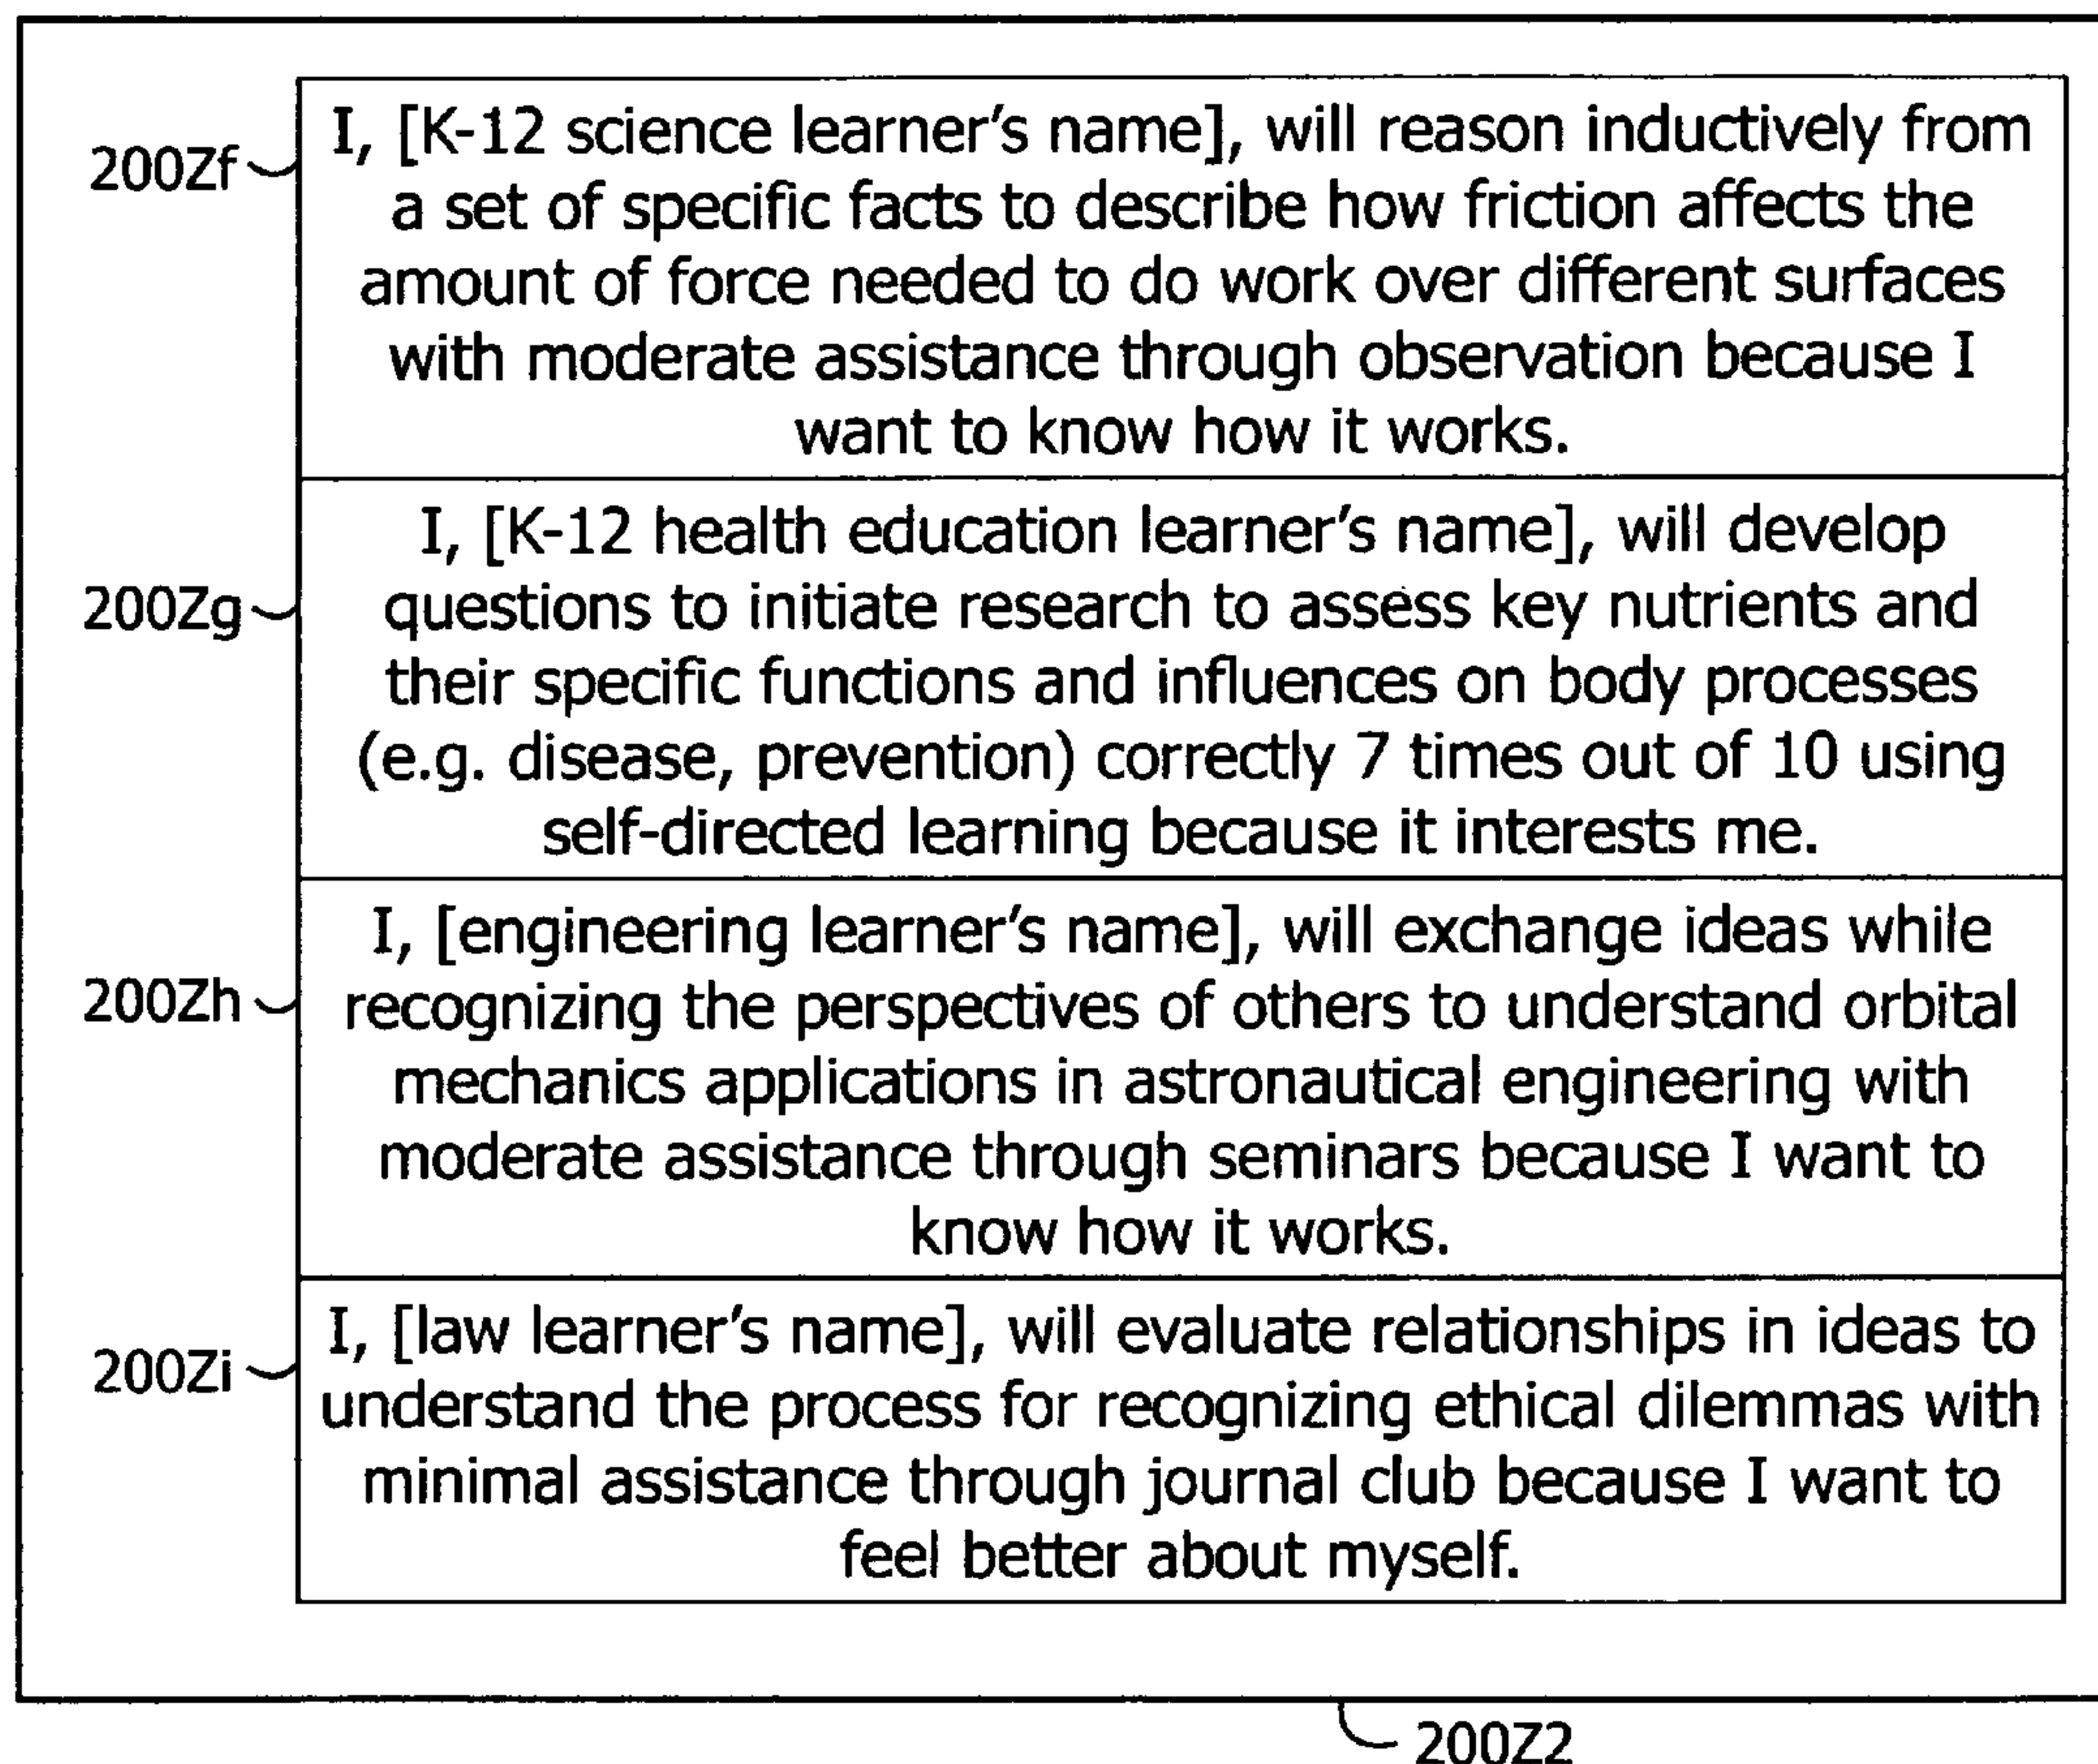 200Zf
I, [K-12 science learner's name], will reason inductively from
a set of specific facts to describe how friction affects the
amount of force needed to do work over different surfaces
with moderate assistance through observation because I
want to know how it works.
200Zg
I, [K-12 health education learner's name], will develop
questions to initiate research to assess key nutrients and
their specific functions and influences on body processes
(e.g. disease, prevention) correctly 7 times out of 10 using
self-directed learning because it interests me.
200Zh
I, [engineering learner's name], will exchange ideas while
recognizing the perspectives of others to understand orbital
mechanics applications in astronautical engineering with
moderate assistance through seminars because I want to
know how it works.
200Zi
I, [law learner's name], will evaluate relationships in ideas to
understand the process for recognizing ethical dilemmas with
minimal assistance through journal club because I want to
feel better about myself.
200Z2